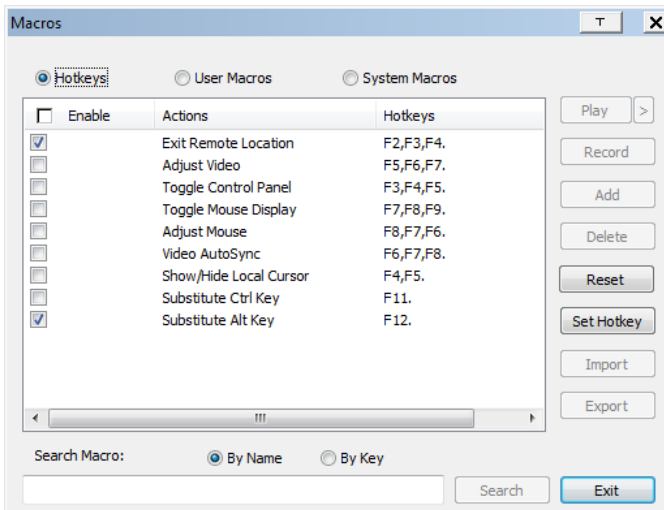 Macros
Hotkeys User Macros System Macros
Enable Actions Hotkeys
Play >
Exit Remote Location F2,F3,F4.
Record
Adjust Video F5,F6,F7.
Toggle Control Panel F3,F4,F5.
Add
Toggle Mouse Display F7,F8,F9.
Adjust Mouse F8,F7,F6.
Delete
Video AutoSync F6,F7,F8.
Show/Hide Local Cursor F4,F5.
Reset
Substitute Ctrl Key F11.
Substitute Alt Key F12.
Set Hotkey
Import
Export
Search Macro: By Name By Key
Search Exit